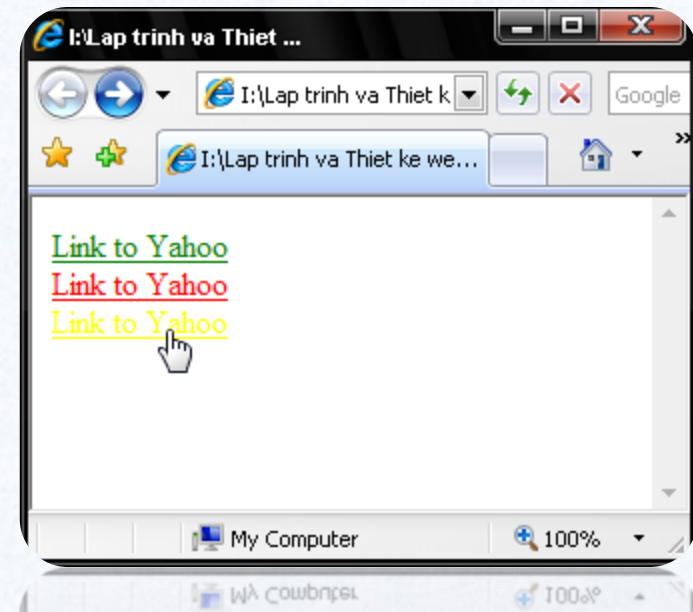 I:\Lap trinh va Thiet ...
I:\Lap trinh va Thiet k
Google
I:\Lap trinh va Thiet ke we...
Link to Yahoo
Link to Yahoo
Link to Yahoo
My Computer
100%